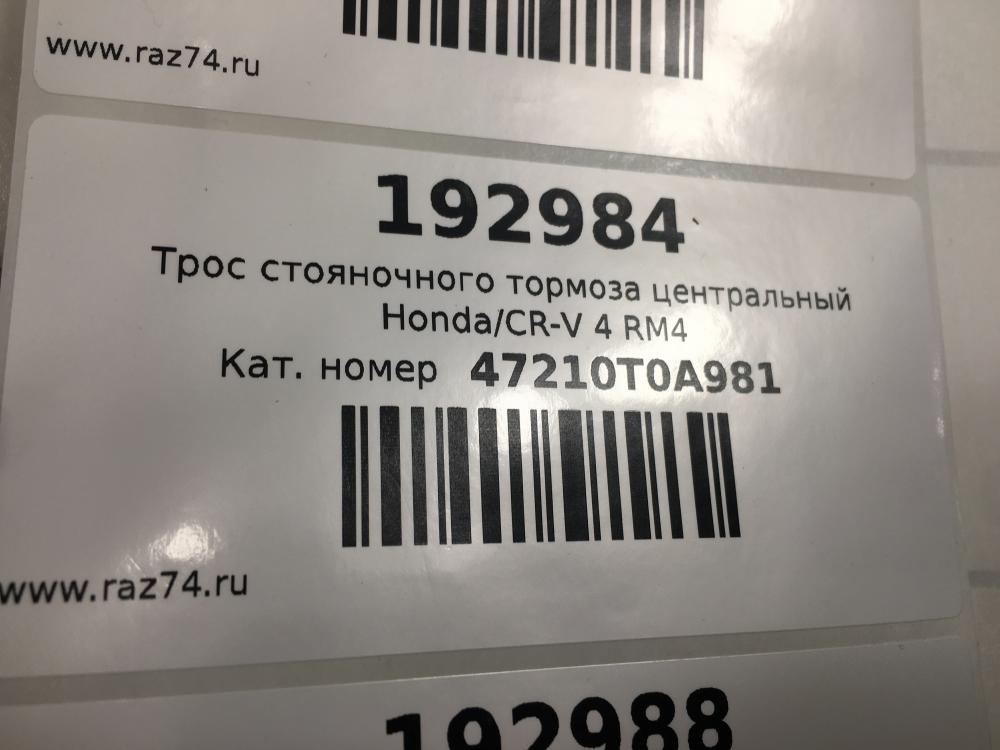 www.raz74.ru
192984
Трос стояночного тормоза центральный
Honda/CR-V 4 RM4
Кат. номер 47210T0A981
www.raz74.ru
192988